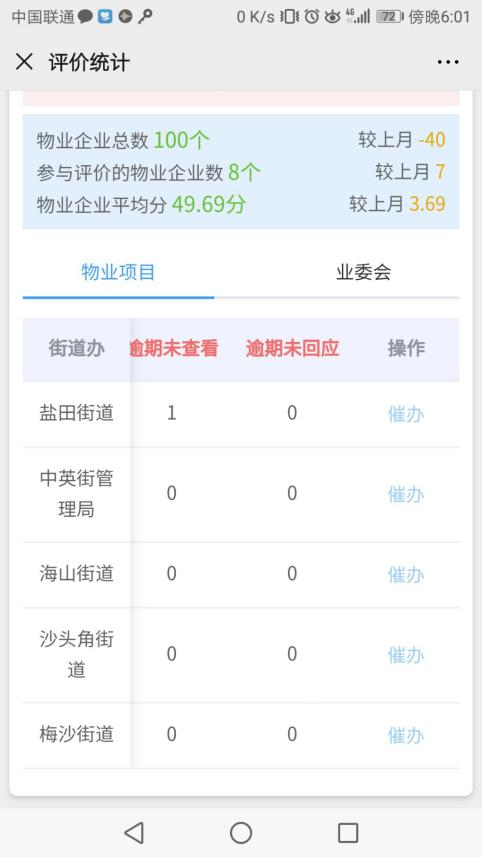 中国联通 0 K/s 4G 72 傍晚6:01
评价统计
物业企业总数 100个 较上月 -40
参与评价的物业企业数 8个 较上月 7
物业企业平均分 49.69分 较上月 3.69
物业项目 业委会
街道办 逾期未查看 逾期未回应 操作
盐田街道 1 0 催办
中英街管
理局 0 0 催办
海山街道 0 0 催办
沙头角街
道 0 0 催办
梅沙街道 0 0 催办